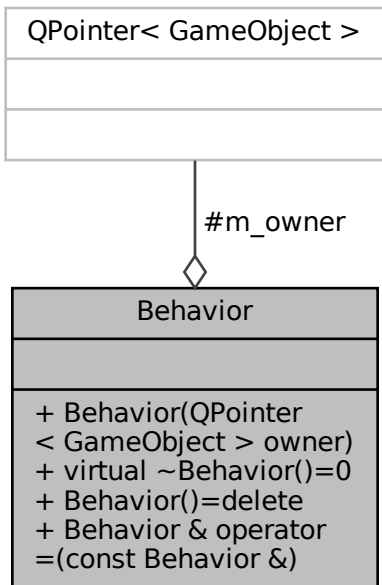 QPointer< GameObject >
#m_owner
Behavior
+ Behavior(QPointer
< GameObject > owner)
+ virtual ~Behavior()=0
+ Behavior()=delete
+ Behavior & operator
=(const Behavior &)